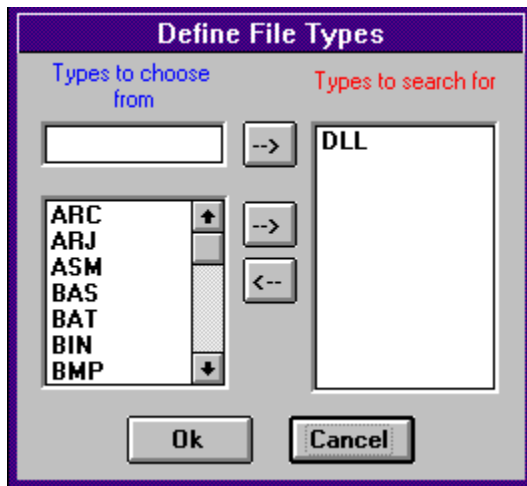 Define File Types
Types to choose
from
Types to search for
-->
DLL
ARC
ARJ
ASM
BAS
BAT
BIN
BMP
-->
<--
Ok
Cancel